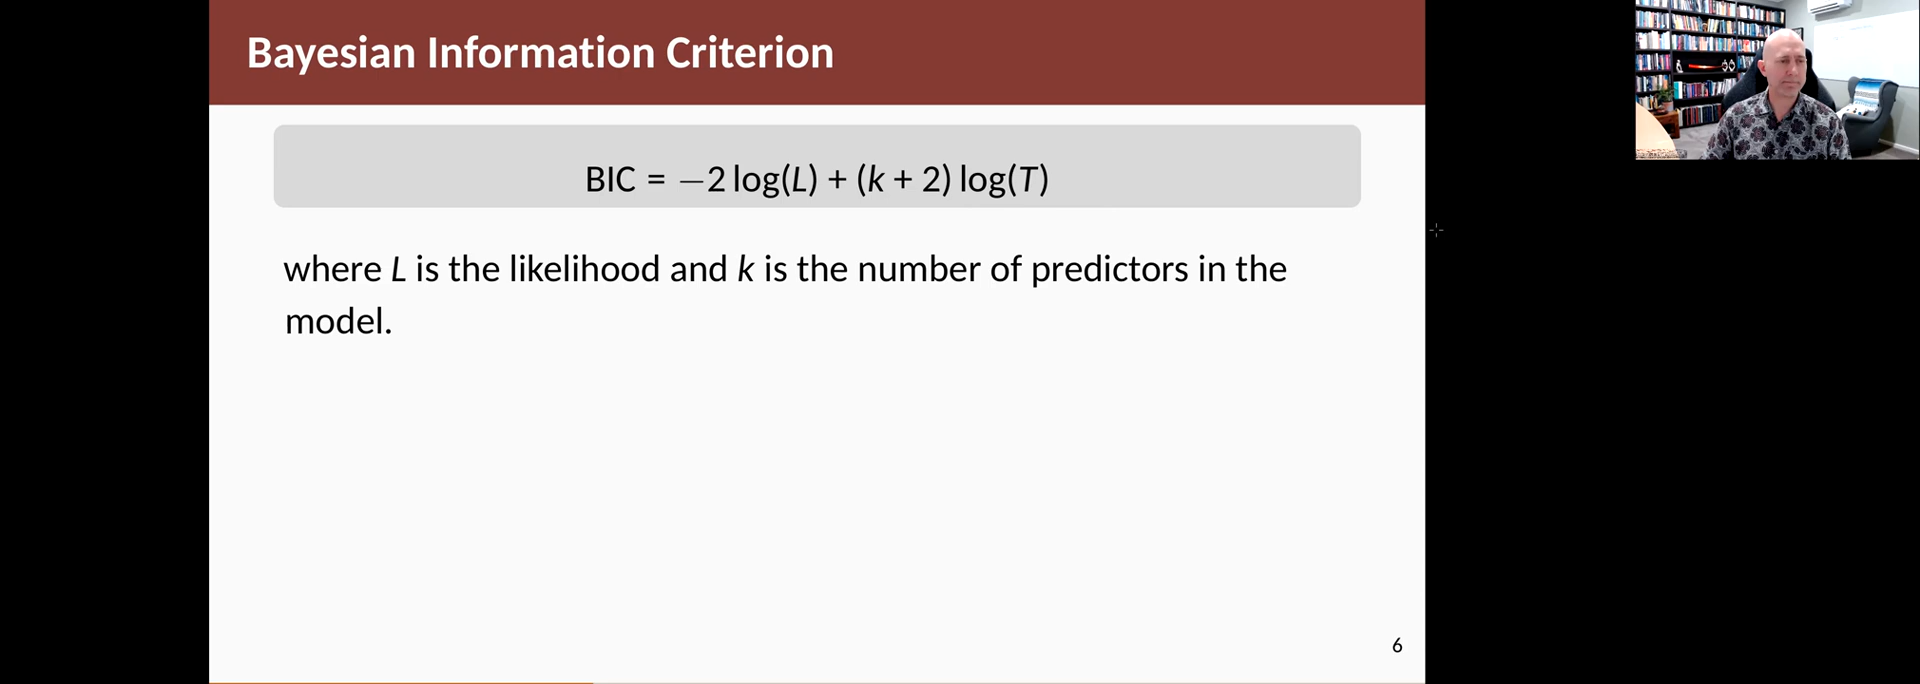 Bayesian Information Criterion
BIC = −2 log(L) + (k + 2) log(T)
where L is the likelihood and k is the number of predictors in the
model.
6